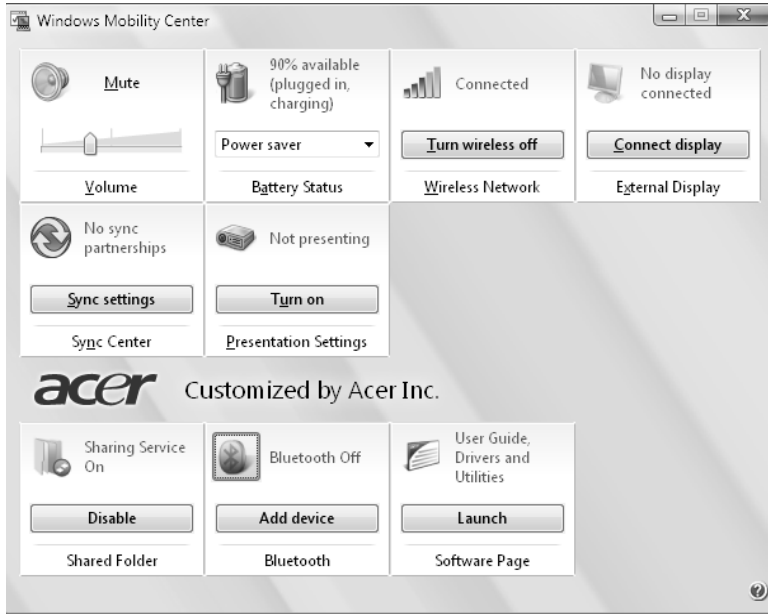 Windows Mobility Center
Mute
Volume
90% available
(plugged in,
charging)
Power saver
Battery Status
Connected
Turn wireless off
Wireless Network
No display
connected
Connect display
External Display
No sync
partnerships
Sync settings
Sync Center
Not presenting
Turn on
Presentation Settings
acer Customized by Acer Inc.
Sharing Service
On
Disable
Shared Folder
Bluetooth Off
Add device
Bluetooth
User Guide,
Drivers and
Utilities
Launch
Software Page